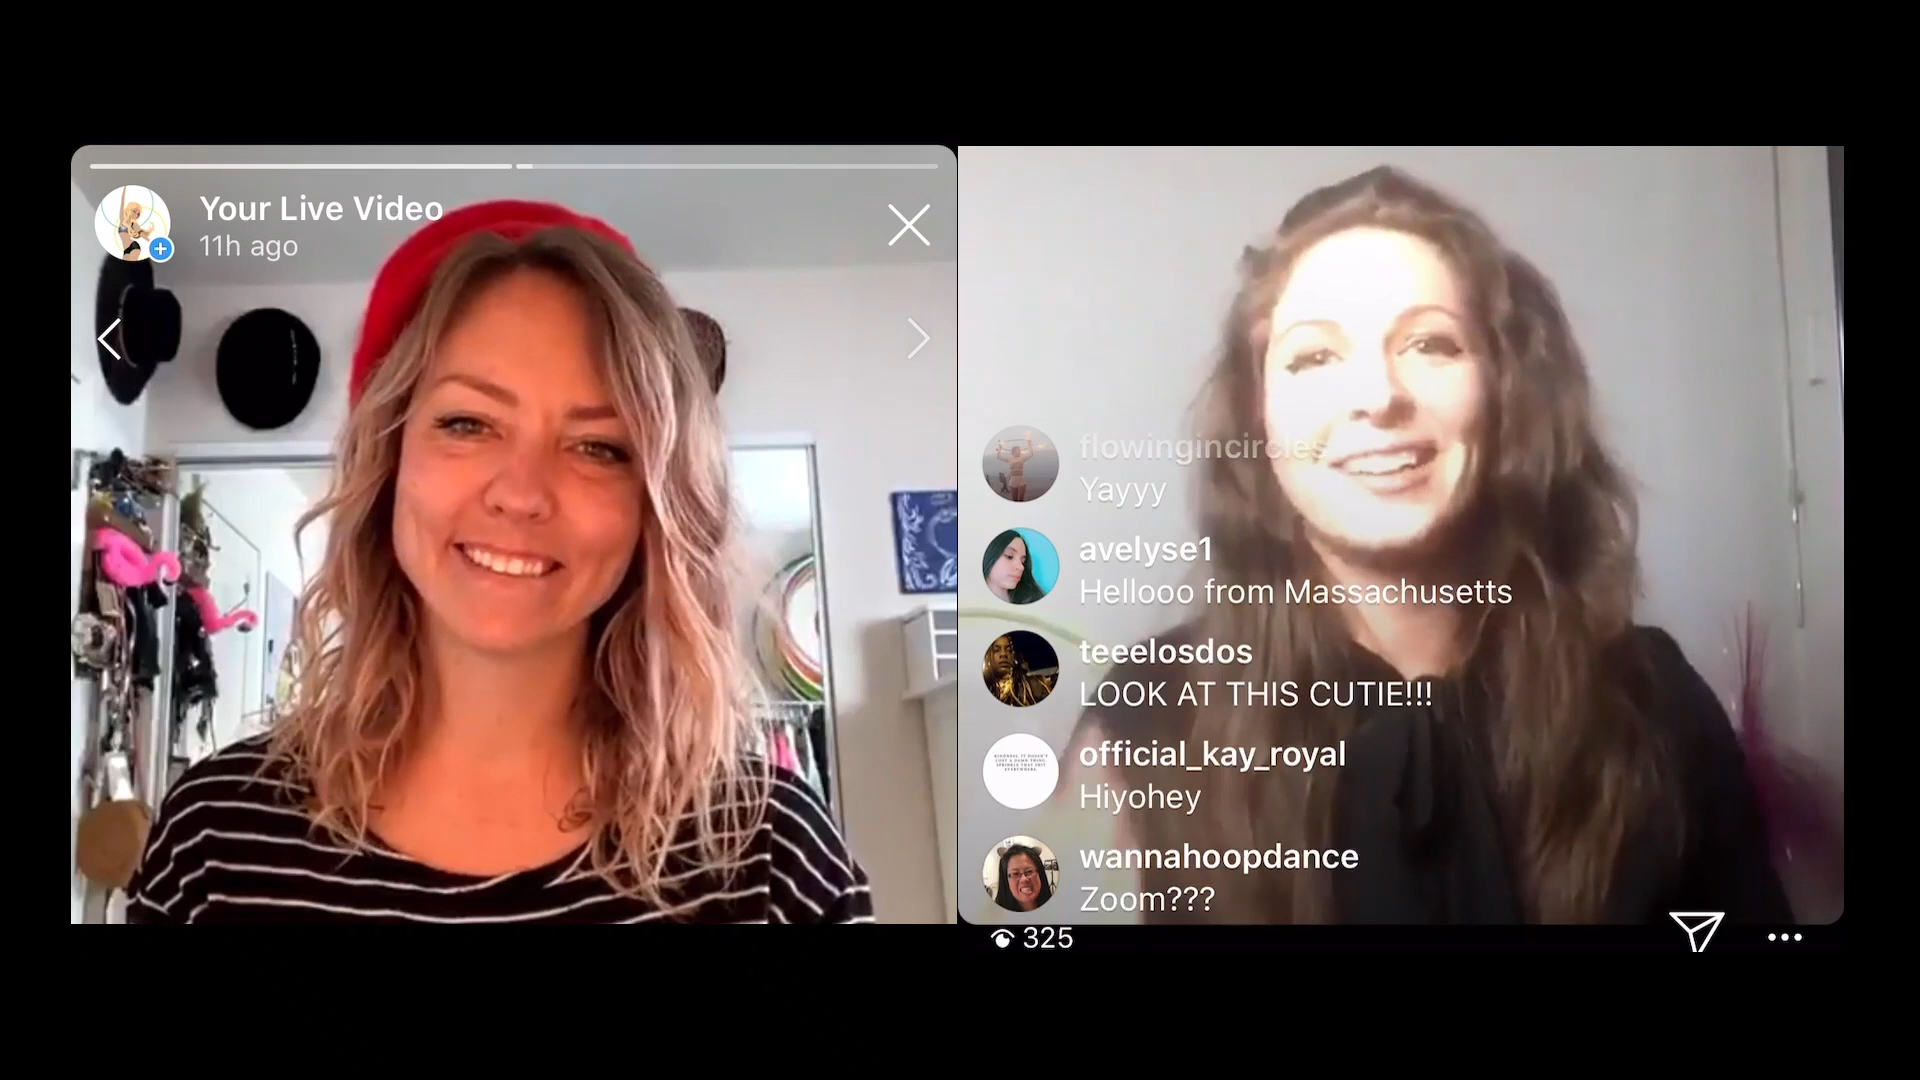 Your Live Video
11h ago
flowingincircles
Yayyy
avelyse1
Hellooo from Massachusetts
teeelosdos
LOOK AT THIS CUTIE!!!
official_kay_royal
Hiyohey
wannahoopdance
Zoom???
325